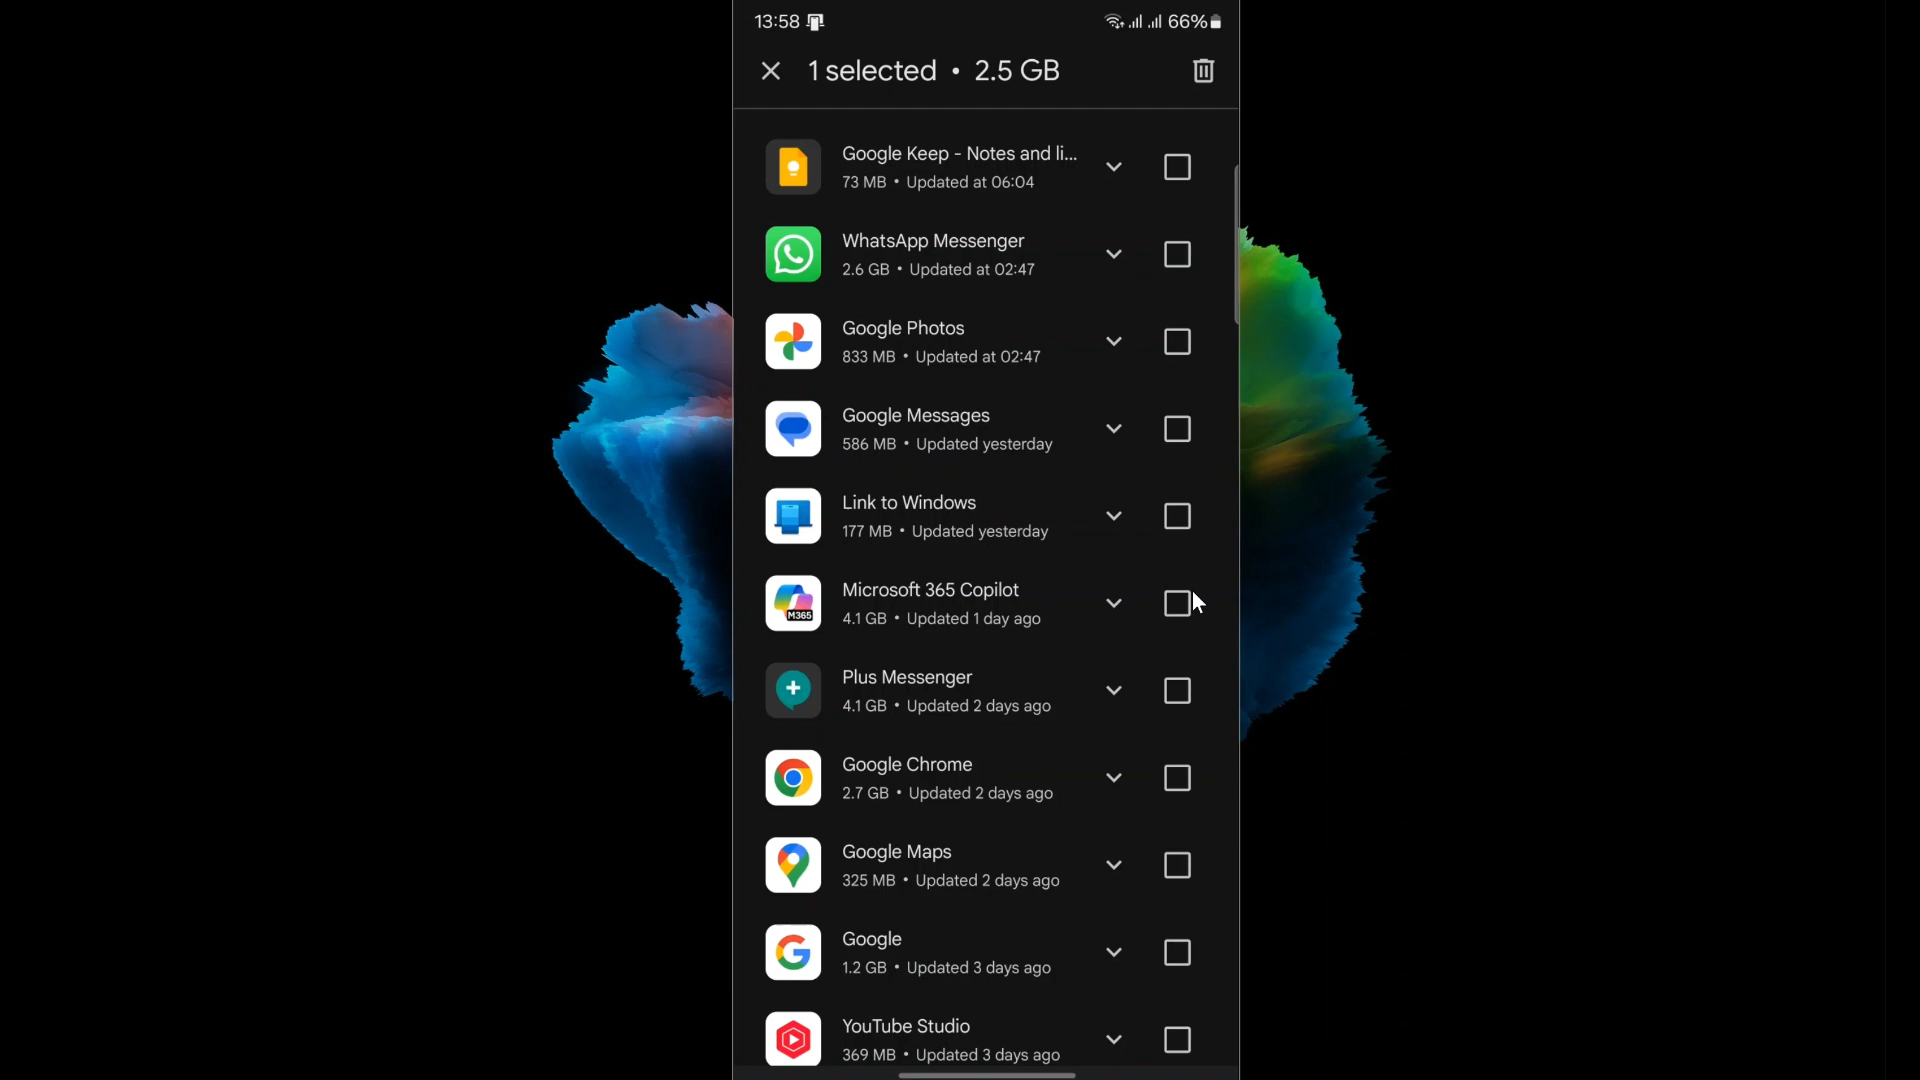 13:58 66%
1 selected • 2.5 GB
Google Keep - Notes and li...
73 MB • Updated at 06:04
WhatsApp Messenger
2.6 GB • Updated at 02:47
Google Photos
833 MB • Updated at 02:47
Google Messages
586 MB • Updated yesterday
Link to Windows
177 MB • Updated yesterday
Microsoft 365 Copilot
4.1 GB • Updated 1 day ago
M365
Plus Messenger
4.1 GB • Updated 2 days ago
Google Chrome
2.7 GB • Updated 2 days ago
Google Maps
325 MB • Updated 2 days ago
Google
1.2 GB • Updated 3 days ago
YouTube Studio
369 MB • Updated 3 days ago